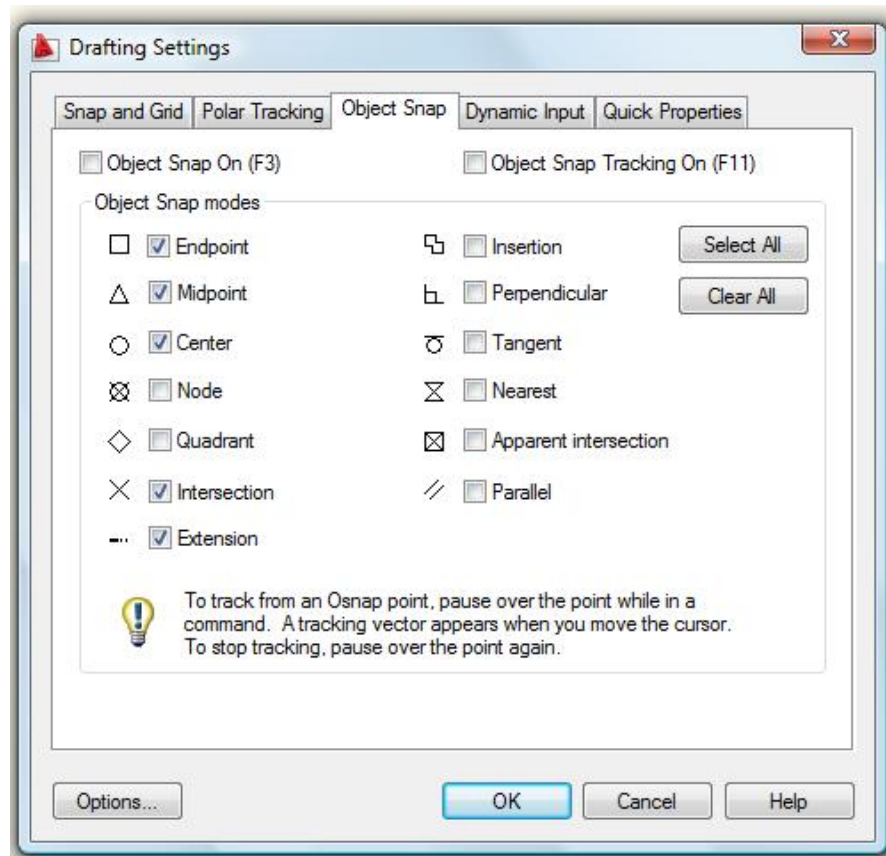 Drafting Settings
Snap and Grid Polar Tracking Object Snap Dynamic Input Quick Properties
Object Snap On (F3) Object Snap Tracking On (F11)
Object Snap modes
Endpoint Insertion Select All
Midpoint Perpendicular Clear All
Center Tangent
Node Nearest
Quadrant Apparent intersection
Intersection Parallel
Extension
To track from an Osnap point, pause over the point while in a
command. A tracking vector appears when you move the cursor.
To stop tracking, pause over the point again.
Options... OK Cancel Help